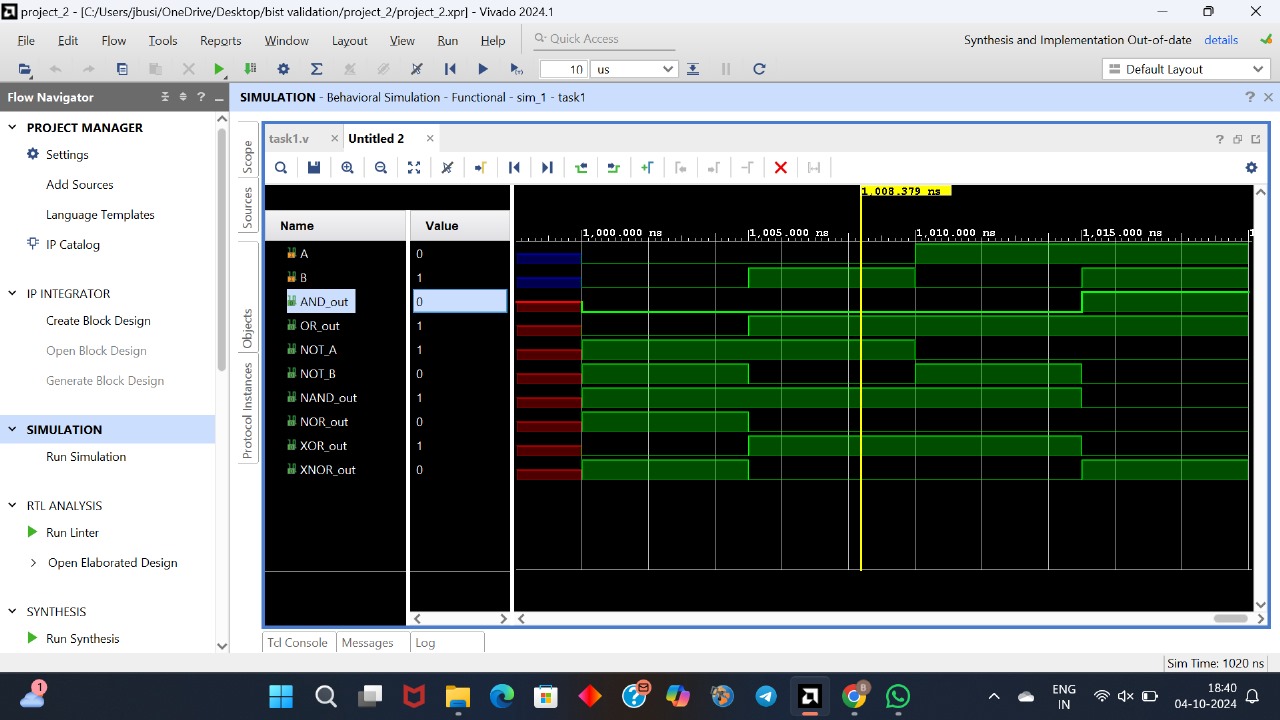 project_2 - [C:/Users/jbusi/OneDrive/Desktop/bist validation/project_2/project_2.xpr] - Vivado 2024.1
File Edit Flow Tools Reports Window Layout View Run Help Quick Access
Synthesis and Implementation Out-of-date details
10 us
Default Layout
Flow Navigator
SIMULATION - Behavioral Simulation - Functional - sim_1 - task1
PROJECT MANAGER
Settings
Add Sources
Language Templates
IP Catalog
IP INTEGRATOR
Create Block Design
Open Block Design
Generate Block Design
SIMULATION
Run Simulation
RTL ANALYSIS
Run Linter
Open Elaborated Design
SYNTHESIS
Run Synthesis
Scope
Sources
Objects
Protocol Instances
task1.v Untitled 2
1,008.379 ns
Name Value
1,000.000 ns 1,005.000 ns 1,010.000 ns 1,015.000 ns
A 0
B 1
AND_out 0
OR_out 1
NOT_A 1
NOT_B 0
NAND_out 1
NOR_out 0
XOR_out 1
XNOR_out 0
Tcl Console Messages Log
Sim Time: 1020 ns
1
B
ENG
IN
18:40
04-10-2024